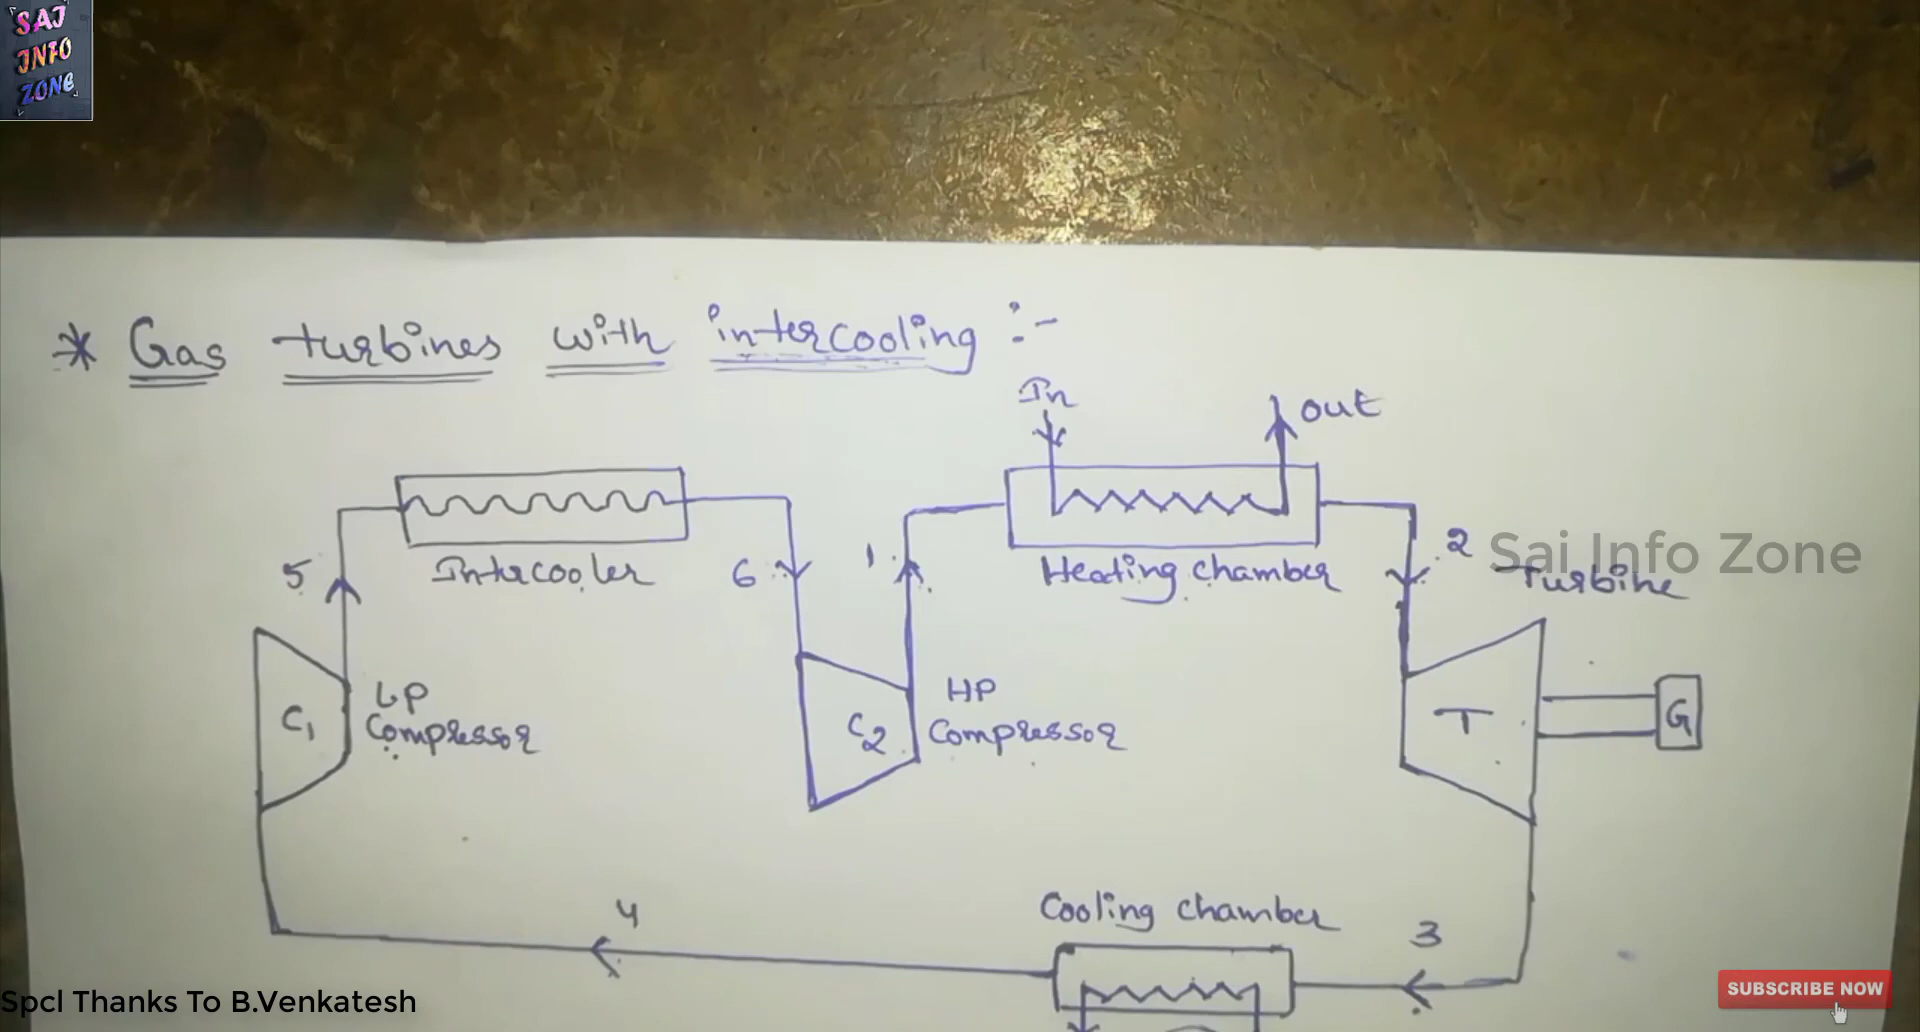 SAI
INFO
ZONE
* Gas turbines with intercooling :-
In
out
5
Intercooler
6
1
Heating chamber
2
Sai Info Zone
Turbine
C1
LP
Compressor
C2
HP
Compressor
T
G
4
Cooling chamber
3
Spcl Thanks To B.Venkatesh
SUBSCRIBE NOW